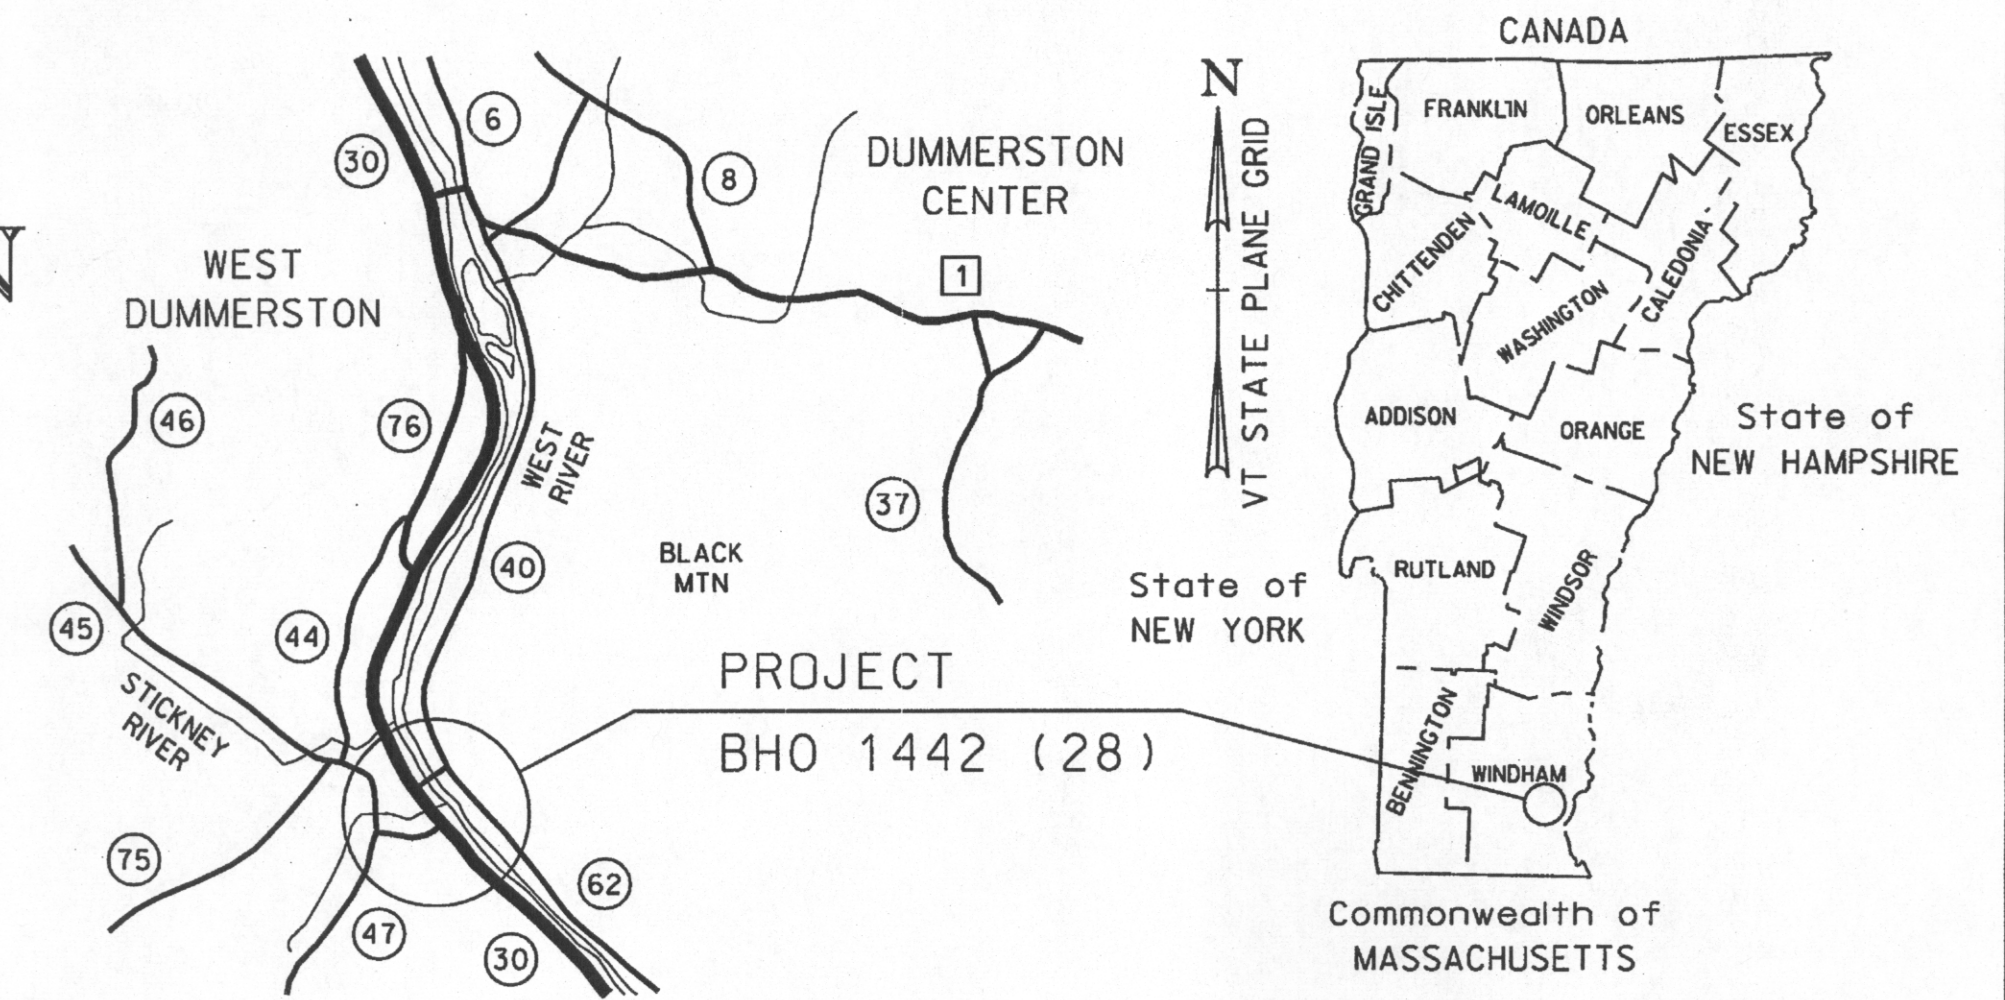 CANADA
N
VT STATE PLANE GRID
GRAND ISLE
FRANKLIN
ORLEANS
ESSEX
LAMOILLE
CHITTENDEN
CALEDONIA
WASHINGTON
ADDISON
ORANGE
State of
NEW HAMPSHIRE
RUTLAND
WINDSOR
State of
NEW YORK
BENNINGTON
WINDHAM
Commonwealth of
MASSACHUSETTS
6
30
8
DUMMERSTON
CENTER
1
WEST
DUMMERSTON
46
76
WEST
RIVER
37
BLACK
MTN
40
45
44
STICKNEY
RIVER
PROJECT
BHO 1442 (28)
75
47
30
62